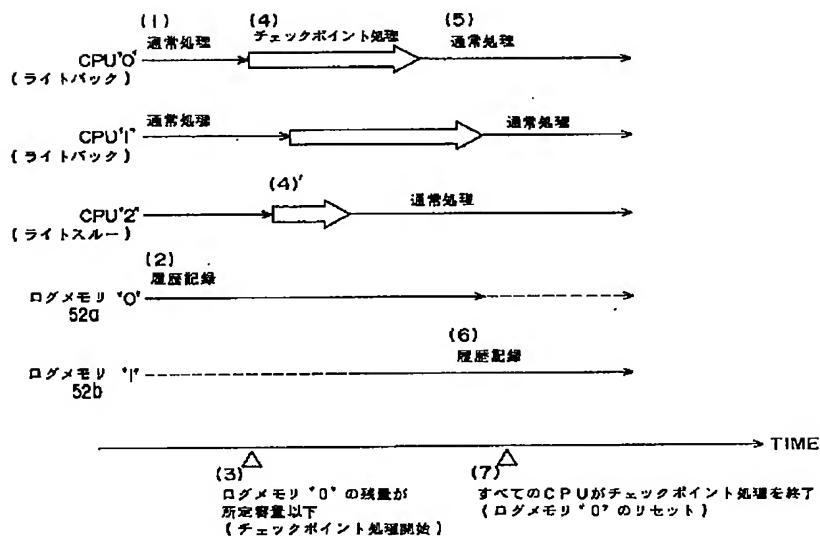 (1) (4) (5)
通常処理 チェックポイント処理 通常処理
CPU"0"
(ライトバック)
通常処理 通常処理
CPU"1"
(ライトバック)
(4)' 通常処理
CPU"2"
(ライトスルー)
(2)
履歴記録
ログメモリ "0"
52a
(6)
履歴記録
ログメモリ "1"
52b
TIME
(3) (7)
ログメモリ "0" の残量が すべてのCPUがチェックポイント処理を終了
所定容量以下 (ログメモリ "0" のリセット)
(チェックポイント処理開始)